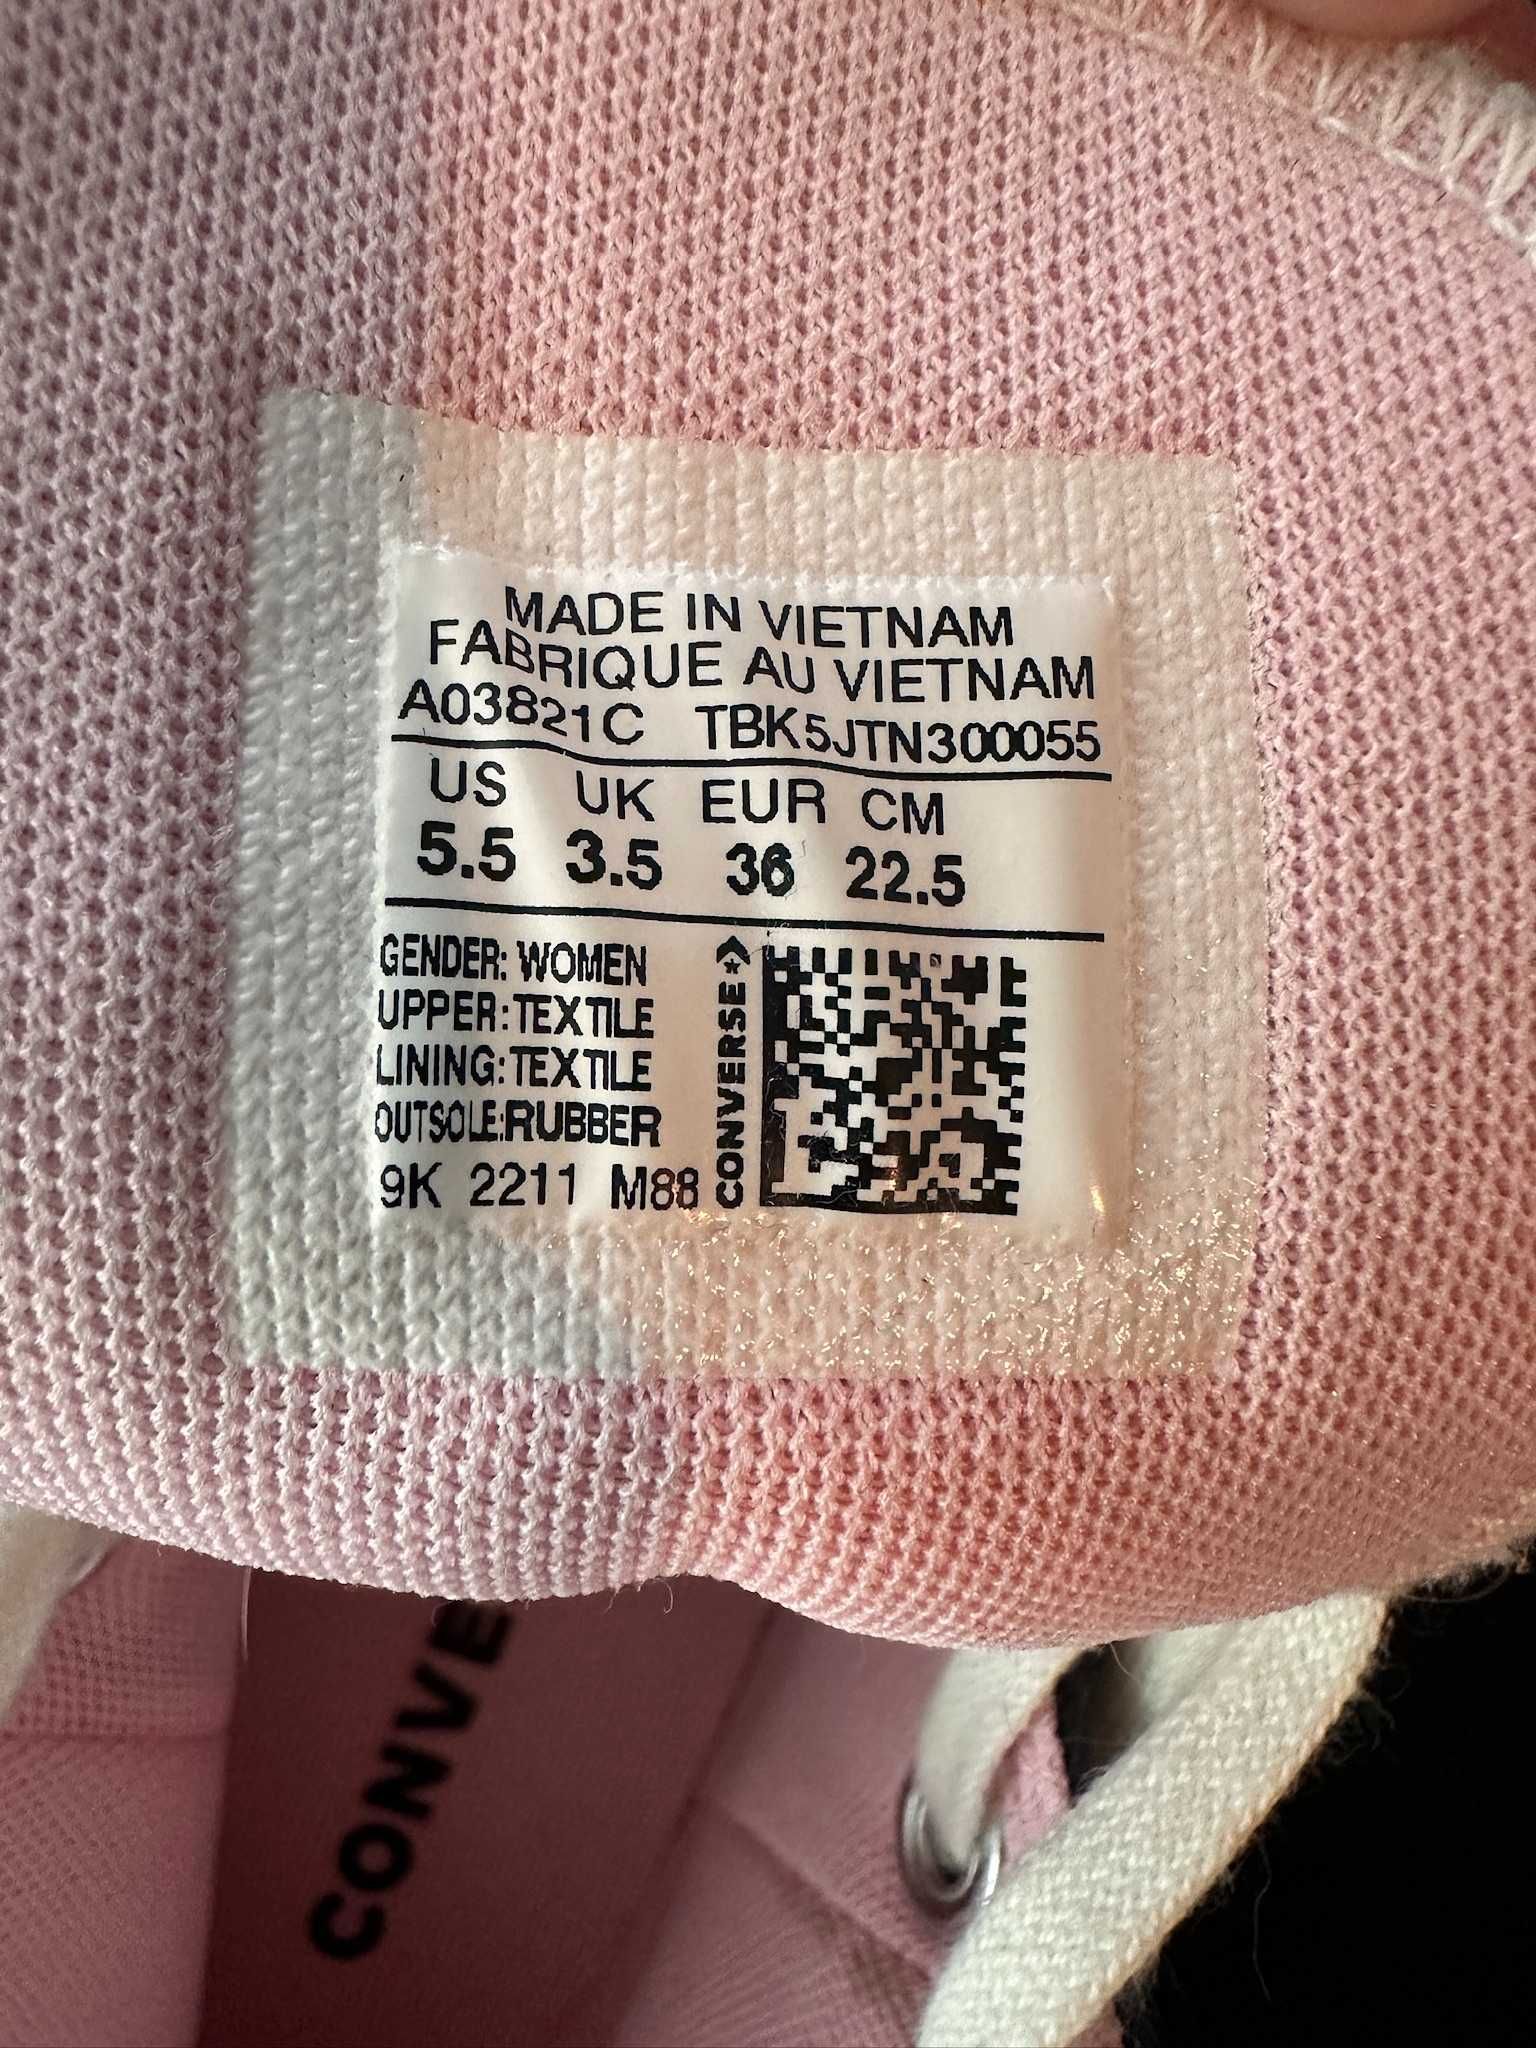 MADE IN VIETNAM
FABRIQUE AU VIETNAM
A03821C TBK5JTN300055
US UK EUR CM
5.5 3.5 36 22.5
GENDER: WOMEN
UPPER: TEXTILE
LINING: TEXTILE
OUTSOLE: RUBBER
9K 2211 M88
CONVERSE
CONVE